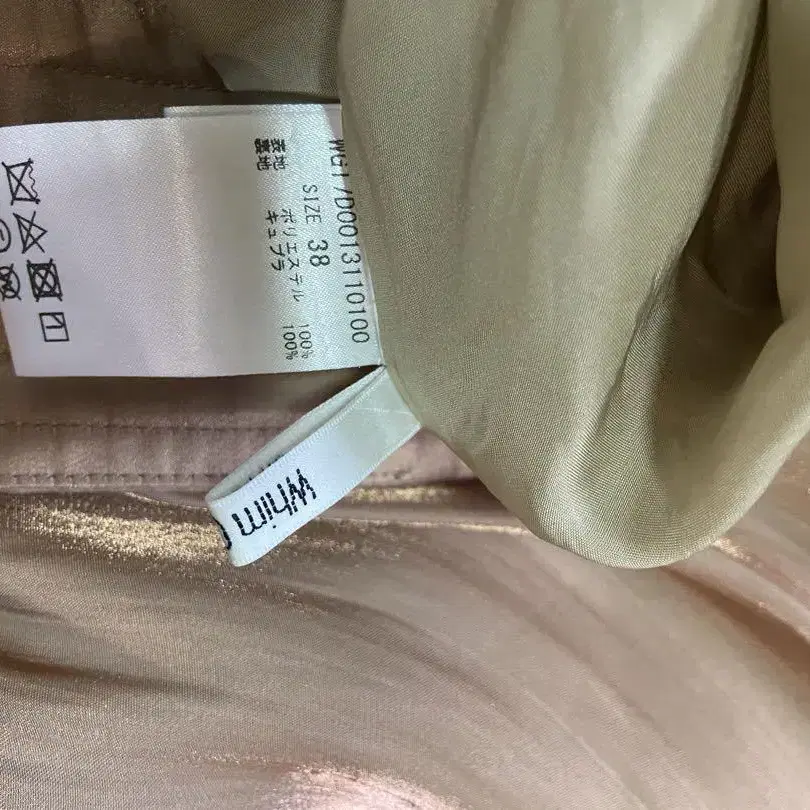 WG17D0013110100
SIZE 38
表地 ポリエステル 100%
裏地 キュプラ 100%
Whim